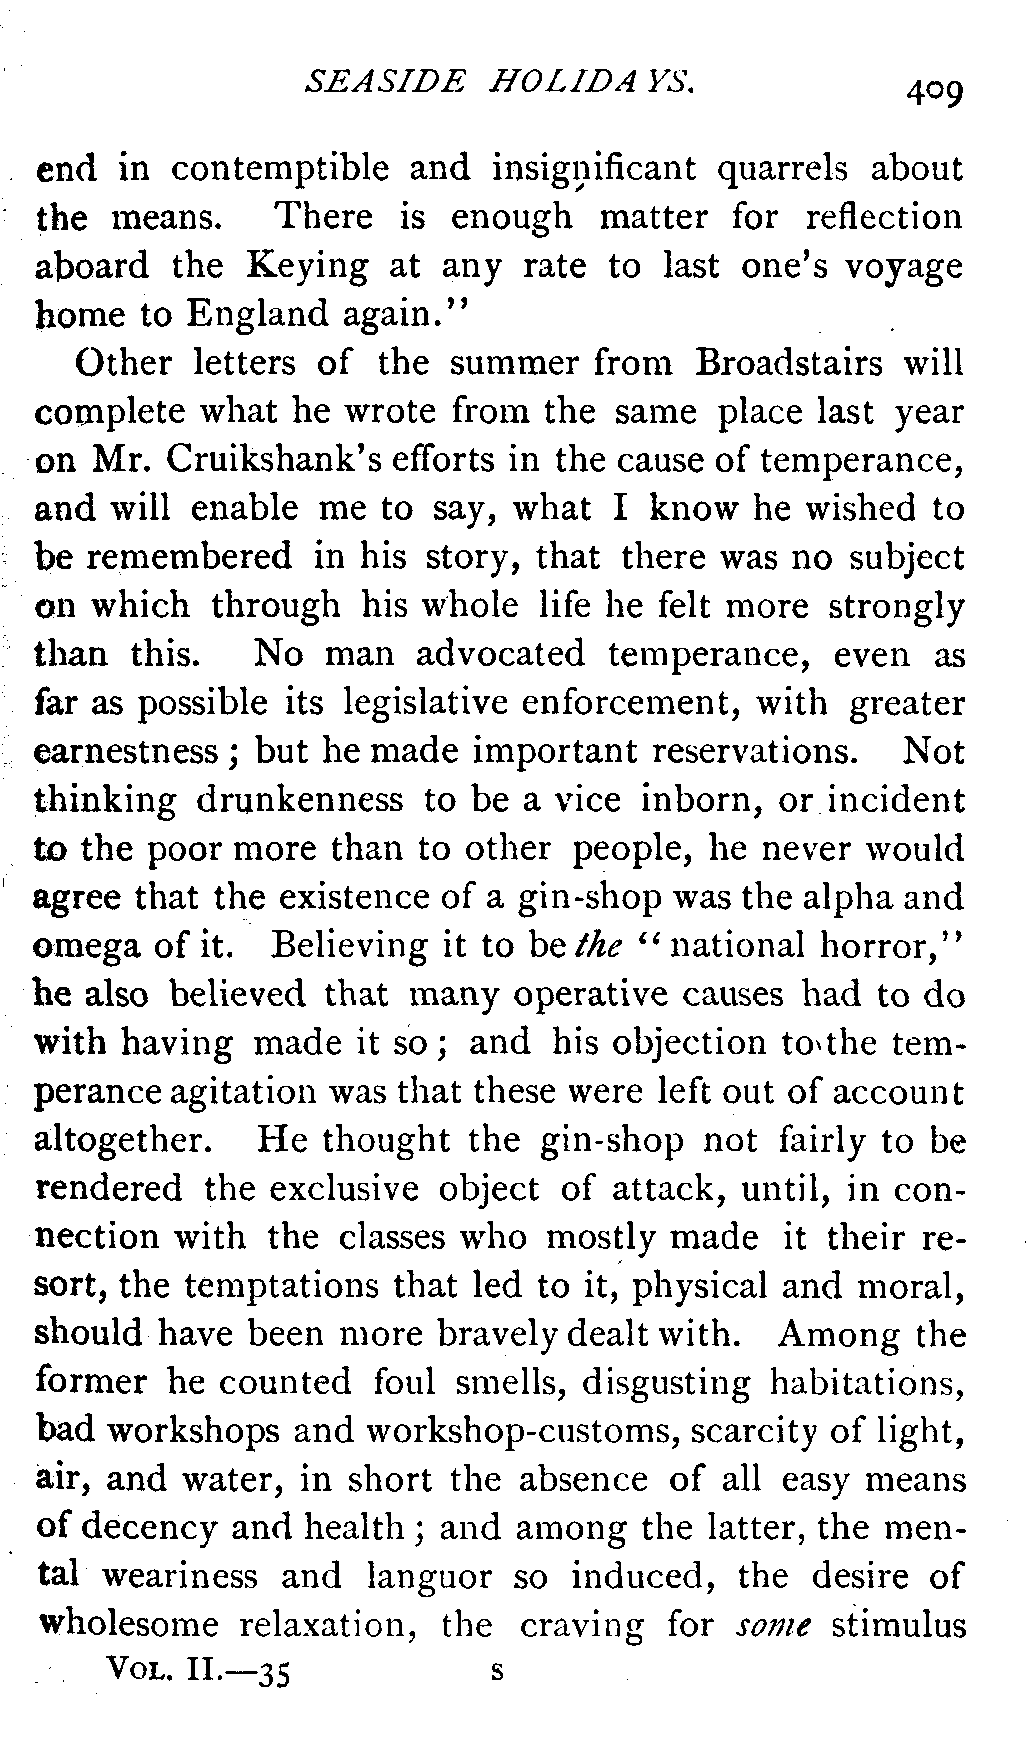 SEASIDE HOLIDAYS.
409
end in contemptible and insignificant quarrels about
the means. There is enough matter for reflection
aboard the Keying at any rate to last one's voyage
home to England again."
Other letters of the summer from Broadstairs will
complete what he wrote from the same place last year
on Mr. Cruikshank's efforts in the cause of temperance,
and will enable me to say, what I know he wished to
be remembered in his story, that there was no subject
on which through his whole life he felt more strongly
than this. No man advocated temperance, even as
far as possible its legislative enforcement, with greater
earnestness ; but he made important reservations. Not
thinking drunkenness to be a vice inborn, or incident
to the poor more than to other people, he never would
agree that the existence of a gin-shop was the alpha and
omega of it. Believing it to be the "national horror,"
he also believed that many operative causes had to do
with having made it so ; and his objection to the tem-
perance agitation was that these were left out of account
altogether. He thought the gin-shop not fairly to be
rendered the exclusive object of attack, until, in con-
nection with the classes who mostly made it their re-
sort, the temptations that led to it, physical and moral,
should have been more bravely dealt with. Among the
former he counted foul smells, disgusting habitations,
bad workshops and workshop-customs, scarcity of light,
air, and water, in short the absence of all easy means
of decency and health ; and among the latter, the men-
tal weariness and languor so induced, the desire of
wholesome relaxation, the craving for some stimulus
VOL. II.—35 s